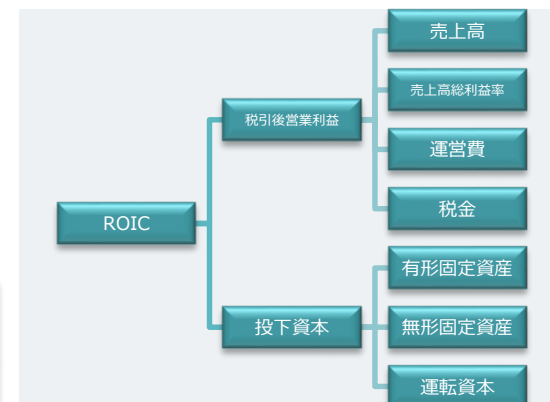 売上高
売上高総利益率
税引後営業利益
運営費
税金
ROIC
有形固定資産
投下資本
無形固定資産
運転資本